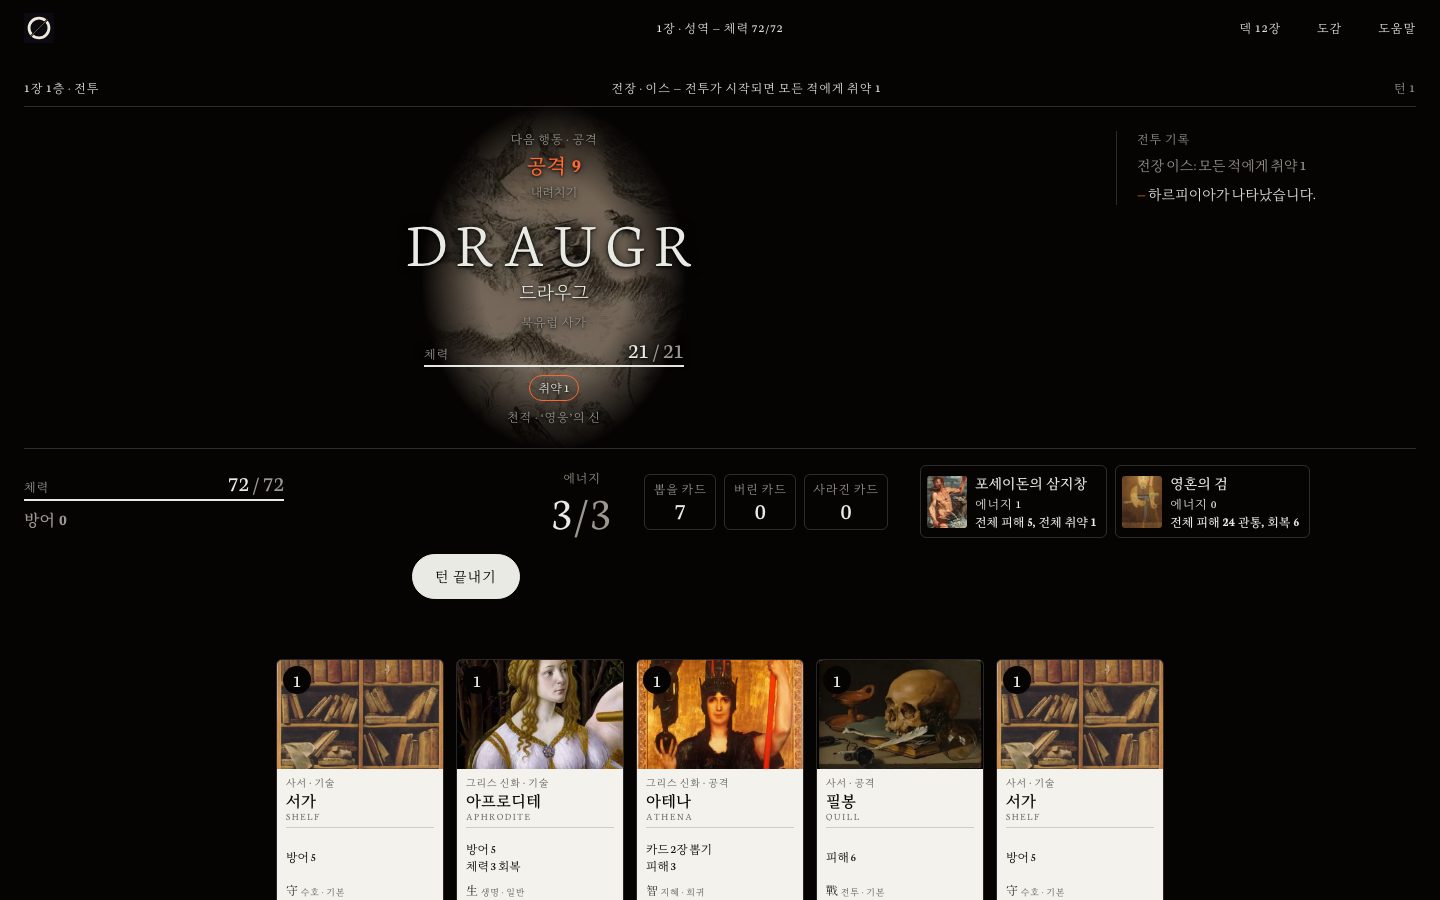 1장 · 성역 – 체력 72/72
덱 12장
도감
도움말
1장 1층 · 전투
전장 · 이스 – 전투가 시작되면 모든 적에게 취약 1
턴 1
다음 행동 · 공격
공격 9
내려치기
DRAUGR
드라우그
북유럽 사가
체력 21 / 21
취약 1
천적 · ‘영웅’의 신
전투 기록
전장 이스: 모든 적에게 취약 1
– 하르피이아가 나타났습니다.
체력 72 / 72
방어 0
에너지
3/3
뽑을 카드
7
버린 카드
0
사라진 카드
0
포세이돈의 삼지창
에너지 1
전체 피해 5, 전체 취약 1
영혼의 검
에너지 0
전체 피해 24 관통, 회복 6
턴 끝내기
1
사서 · 기술
서가
SHELF
방어 5
守 수호 · 기본
1
그리스 신화 · 기술
아프로디테
APHRODITE
방어 5
체력 3 회복
生 생명 · 일반
1
그리스 신화 · 공격
아테나
ATHENA
카드 2장 뽑기
피해 3
智 지혜 · 희귀
1
사서 · 공격
필봉
QUILL
피해 6
戰 전투 · 기본
1
사서 · 기술
서가
SHELF
방어 5
守 수호 · 기본